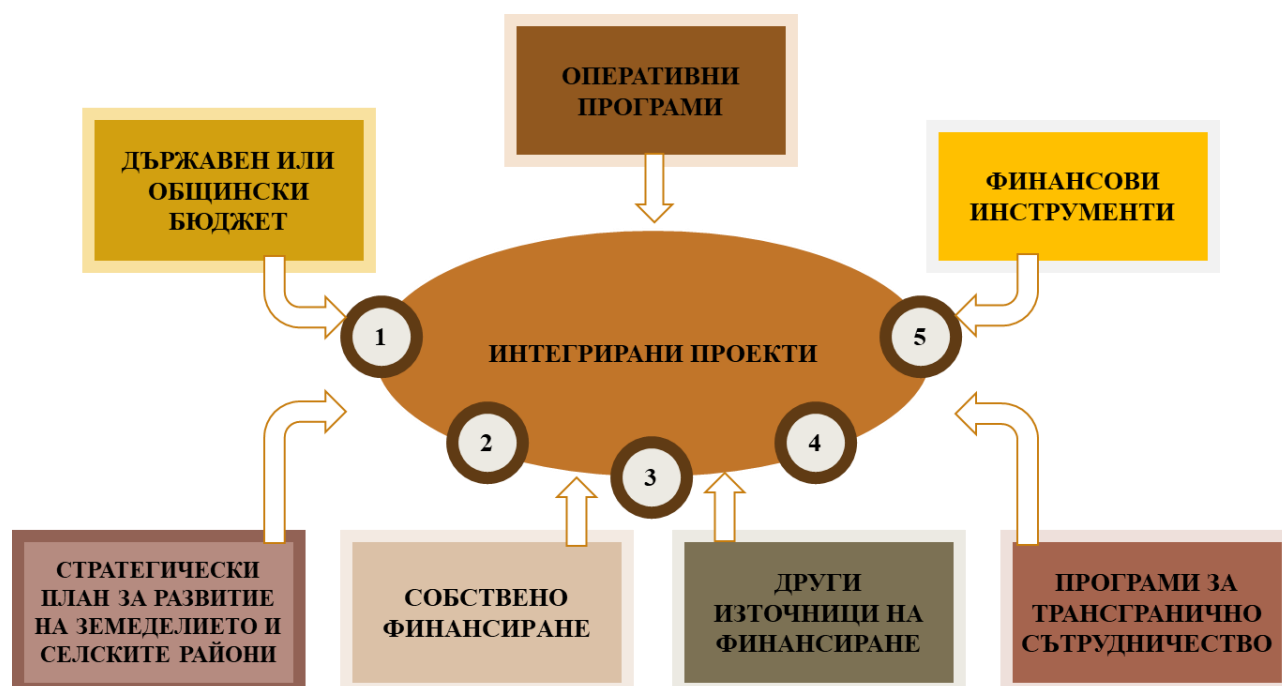 ОПЕРАТИВНИ
ПРОГРАМИ
ДЪРЖАВЕН ИЛИ
ОБЩИНСКИ
БЮДЖЕТ
ФИНАНСОВИ
ИНСТРУМЕНТИ
1
5
ИНТЕГРИРАНИ ПРОЕКТИ
2
4
3
СТРАТЕГИЧЕСКИ
ПЛАН ЗА РАЗВИТИЕ
НА ЗЕМЕДЕЛИЕТО И
СЕЛСКИТЕ РАЙОНИ
СОБСТВЕНО
ФИНАНСИРАНЕ
ДРУГИ
ИЗТОЧНИЦИ НА
ФИНАНСИРАНЕ
ПРОГРАМИ ЗА
ТРАНСГРАНИЧНО
СЪТРУДНИЧЕСТВО